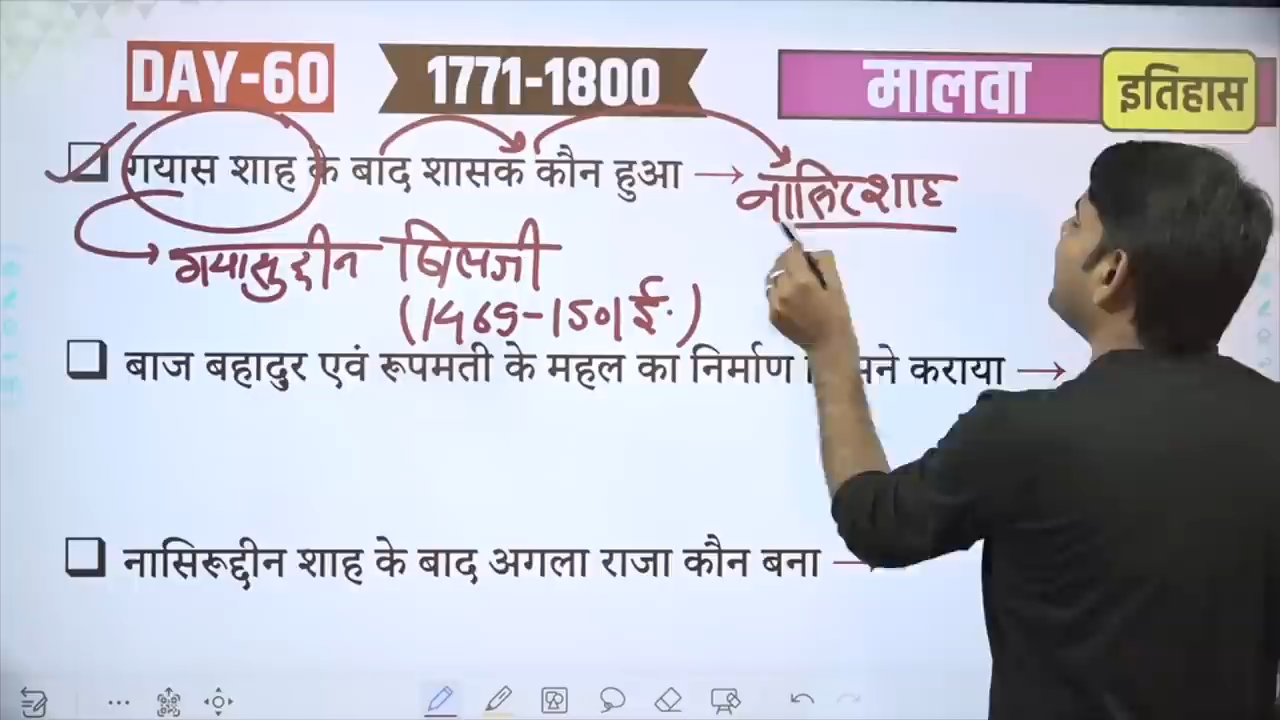 DAY-60 1771-1800 मालवा इतिहास
गयास शाह के बाद शासक कौन हुआ → नासिरशाह
गयासुद्दीन खिलजी
(1469-1501 ई.)
बाज बहादुर एवं रूपमती के महल का निर्माण कराया →
नासिरूद्दीन शाह के बाद अगला राजा कौन बना